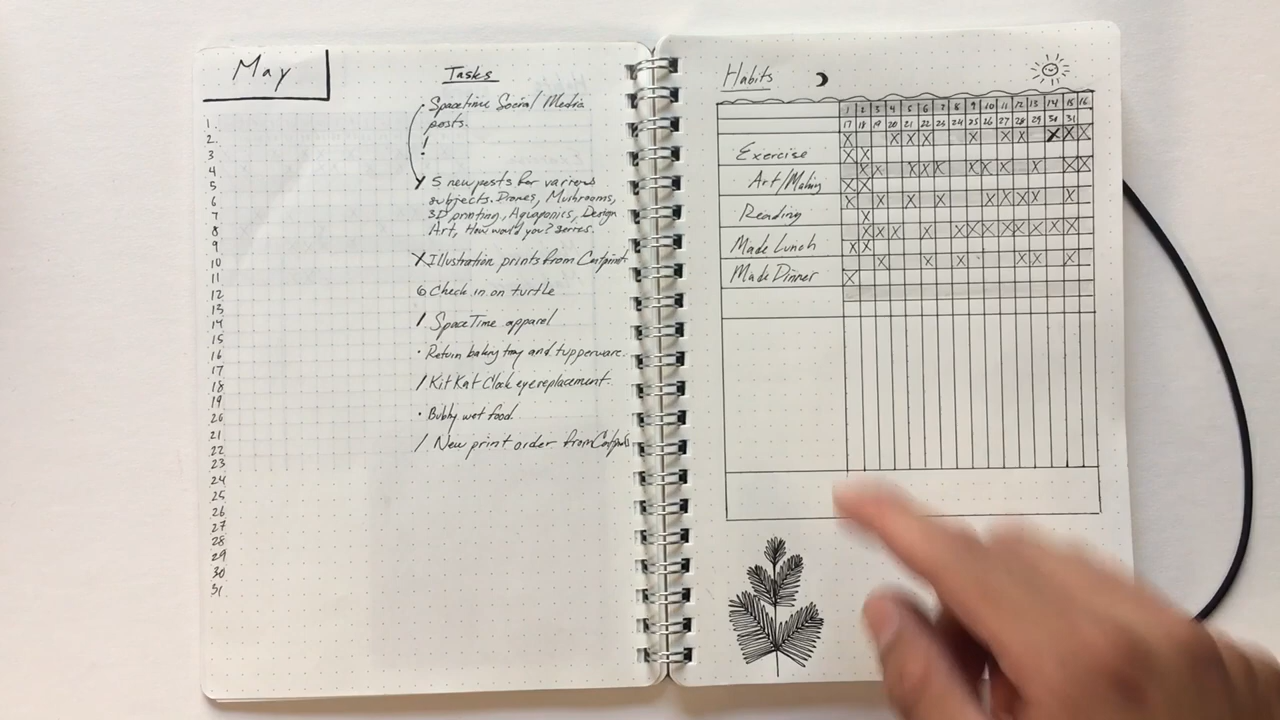 May
1.
2.
3
4
5
6
7
8
9
10
11
12
13
14
15
16
17
18
19
20
21
22
23
24
25
26
27
28
29
30
31
Tasks
Spacetime Social Media
posts.
!
5 new posts for various
subjects. Drones, Mushrooms,
3D printing, Aquaponics, Design
Art, How would you? series.
X Illustration prints from Catprint
o Check in on turtle
/ SpaceTime apparel
· Return baking tray and tupperware.
/ Kit Kat Clock eye replacement.
· Bubby wet food.
/ New print order from
Habits
1 2 3 4 5 6 7 8 9 10 11 12 13 14 15 16
17 18 19 20 21 22 23 24 25 26 27 28 29 30 31
Exercise
Art/Making
Reading
Made Lunch
Made Dinner